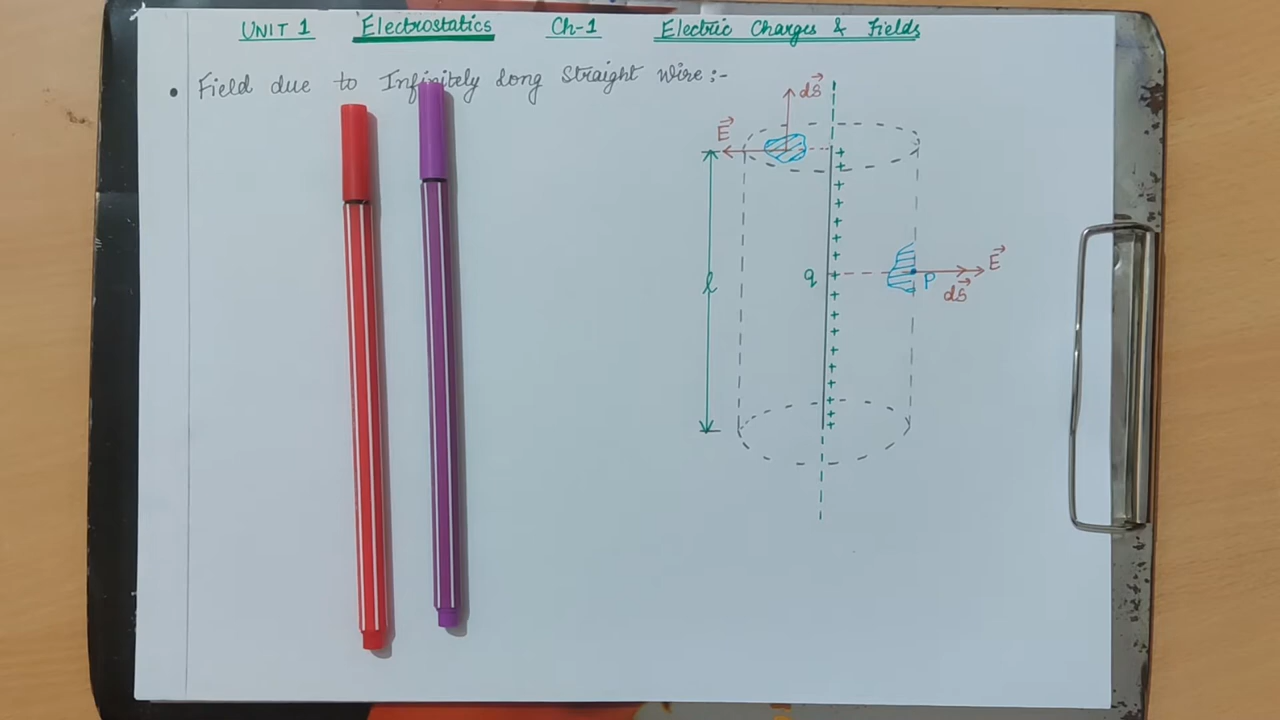 UNIT 1 Electrostatics Ch-1 Electric Charges & Fields
• Field due to Infinitely long Straight Wire :-
dS
E
l
q
P
E
dS